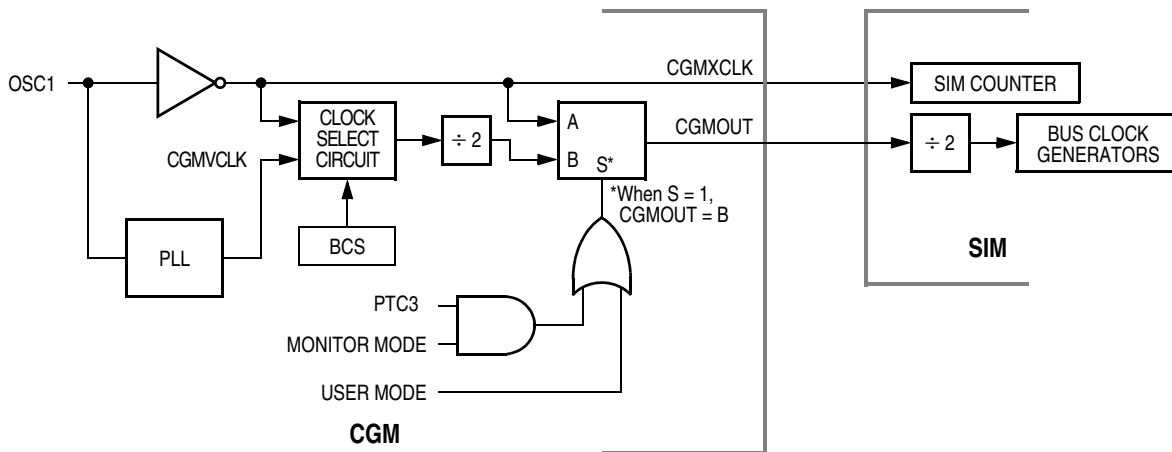 OSC1
CGMXCLK
SIM COUNTER
CLOCK
SELECT
CIRCUIT
÷ 2
A
B
S*
CGMOUT
÷ 2
BUS CLOCK
GENERATORS
CGMVCLK
*When S = 1,
CGMOUT = B
BCS
PLL
SIM
PTC3
MONITOR MODE
USER MODE
CGM